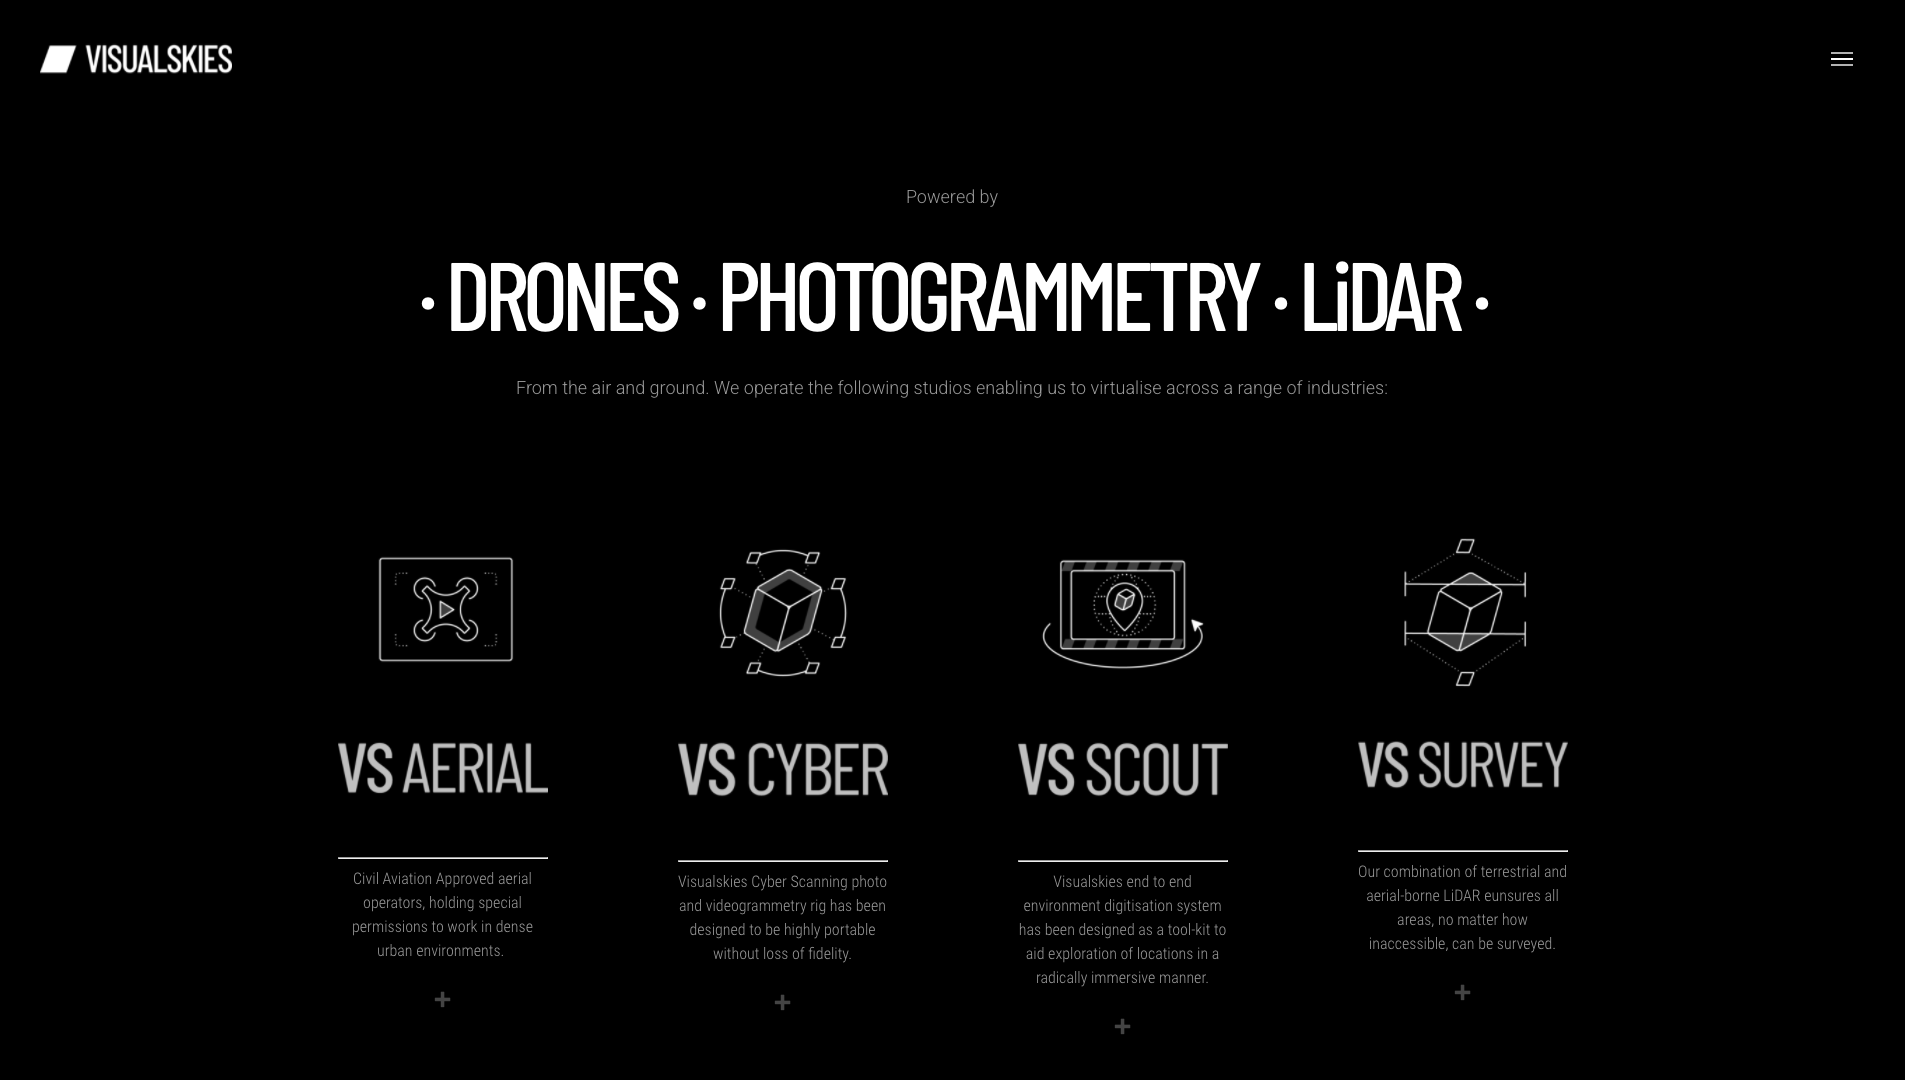 VISUALSKIES
Powered by
· DRONES · PHOTOGRAMMETRY · LiDAR ·
From the air and ground. We operate the following studios enabling us to virtualise across a range of industries:
VS AERIAL
Civil Aviation Approved aerial
operators, holding special
permissions to work in dense
urban environments.
+
VS CYBER
Visualskies Cyber Scanning photo
and videogrammetry rig has been
designed to be highly portable
without loss of fidelity.
+
VS SCOUT
Visualskies end to end
environment digitisation system
has been designed as a tool-kit to
aid exploration of locations in a
radically immersive manner.
+
VS SURVEY
Our combination of terrestrial and
aerial-borne LiDAR eunsures all
areas, no matter how
inaccessible, can be surveyed.
+